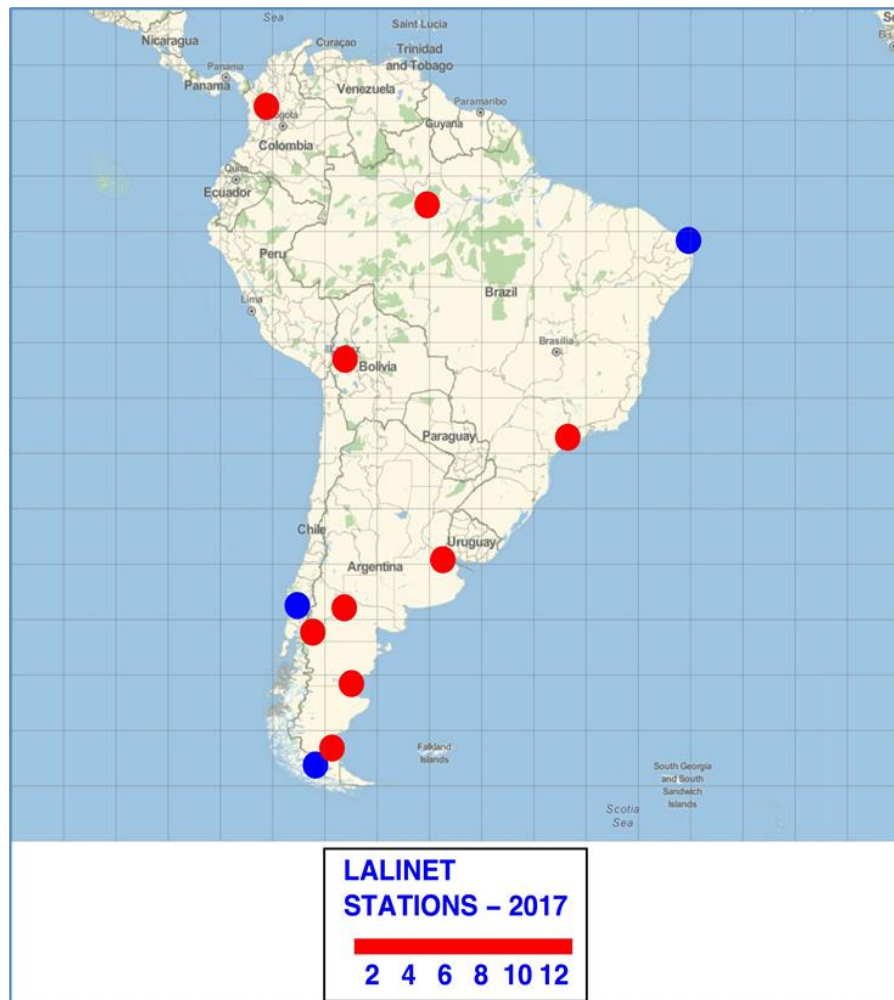 Sea
Saint Lucia
Nicaragua
Curaçao
Trinidad
and Tobago
Panama
Panama
Venezuela
Paramaribo
Guyana
Colombia
Quito
Ecuador
Peru
Brazil
Lima
Brasília
Bolivia
Paraguay
Chile
Uruguay
Argentina
Falkland
Islands
South Georgia
and South
Sandwich
Islands
Scotia
Sea
LALINET
STATIONS – 2017
2 4 6 8 10 12